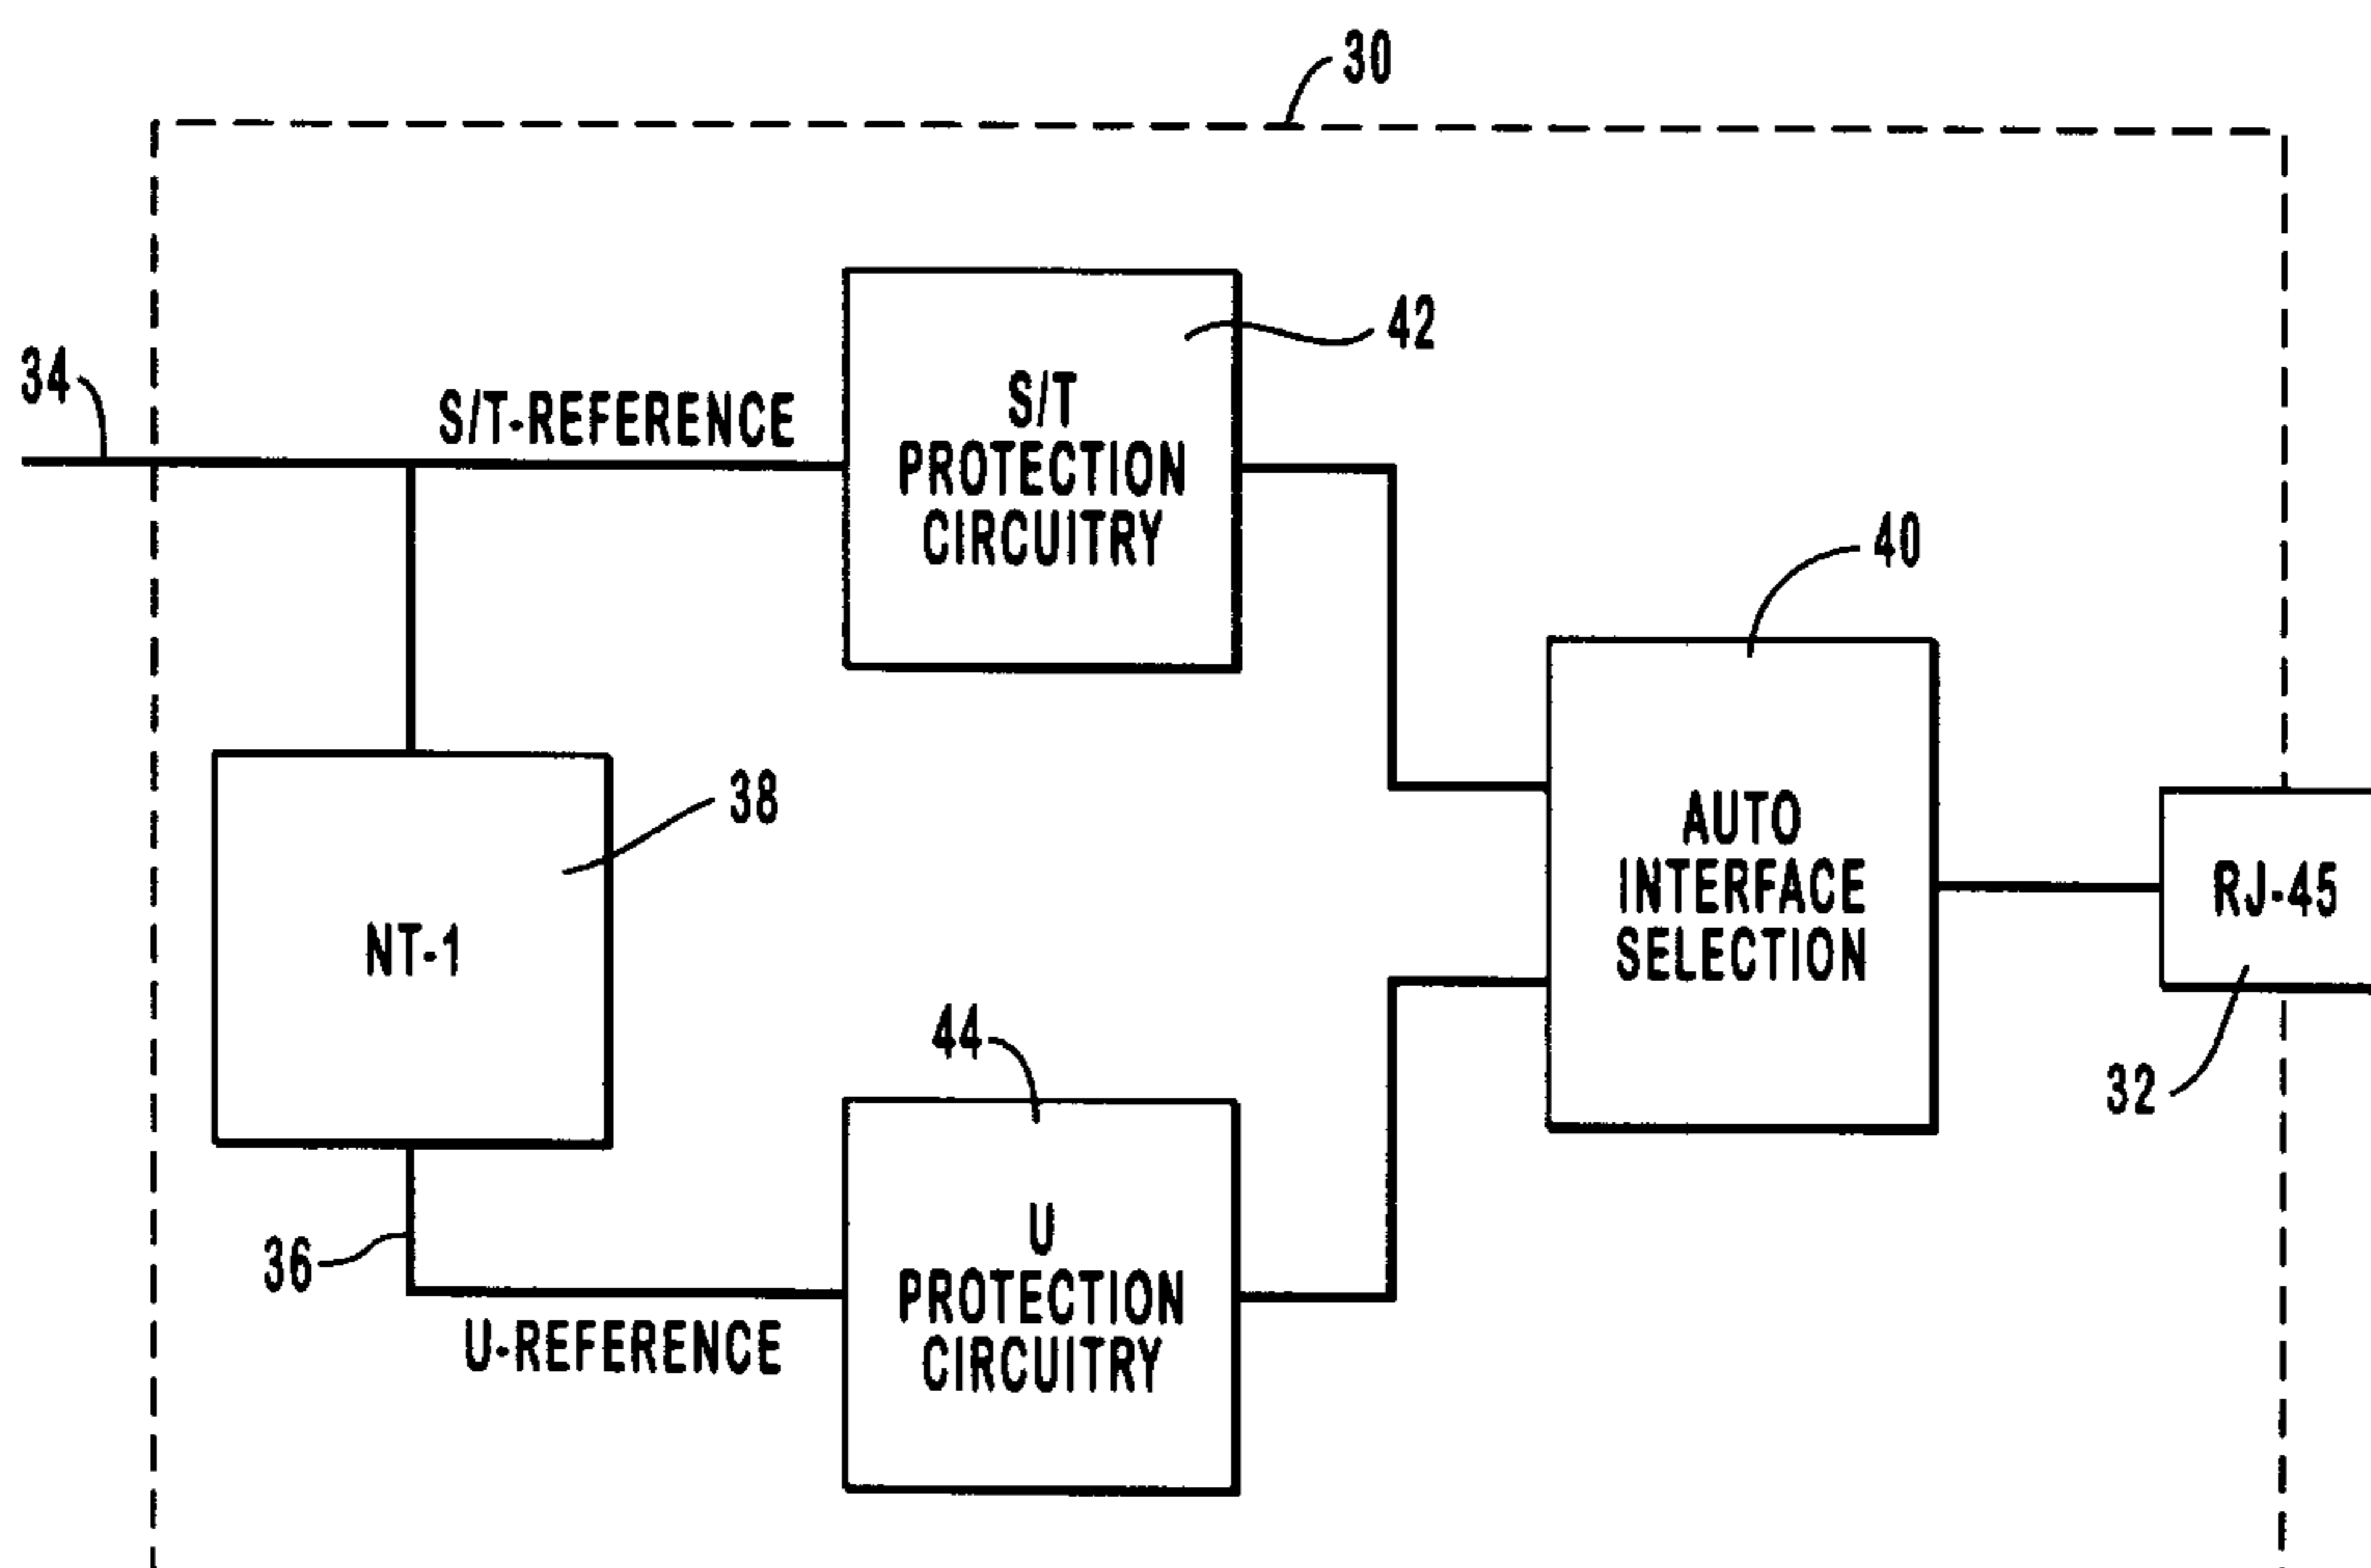 30
42
34
S/T-REFERENCE
S/T
PROTECTION
CIRCUITRY
40
38
AUTO
INTERFACE
SELECTION
RJ-45
NT-1
44
32
36
U
PROTECTION
CIRCUITRY
U-REFERENCE